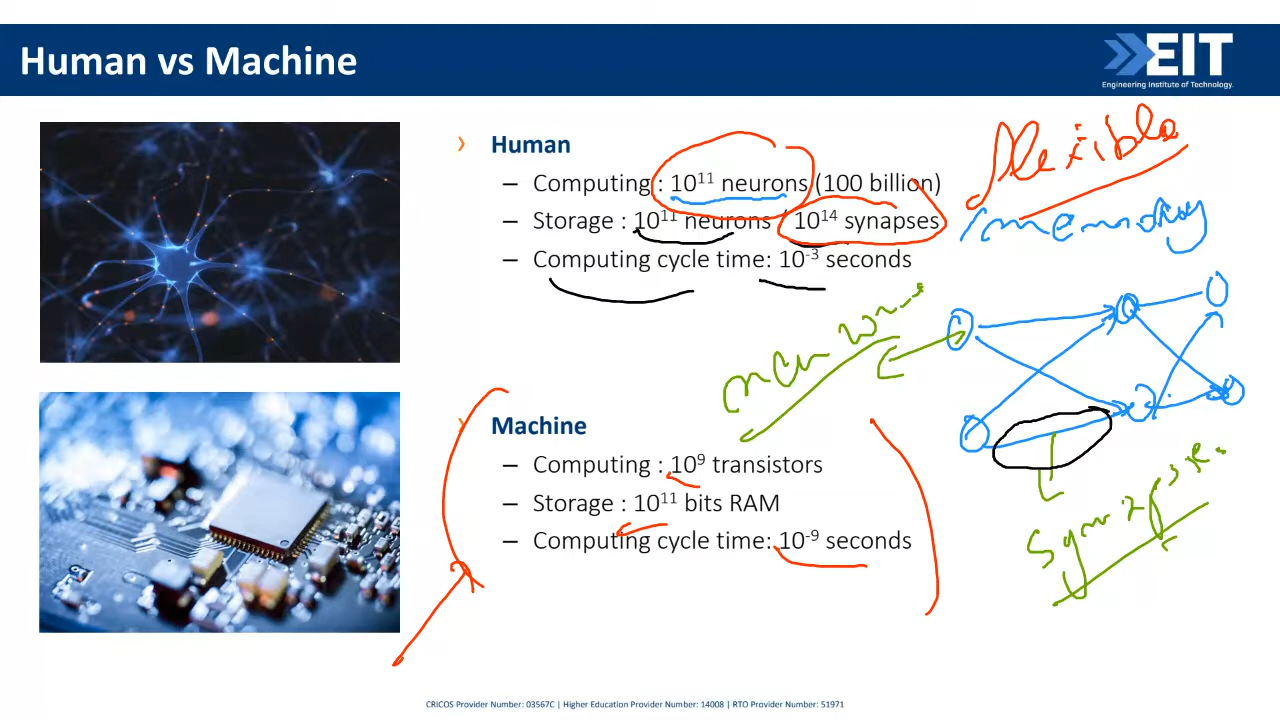 Human vs Machine
EIT
Engineering Institute of Technology.
› Human
– Computing : 10¹¹ neurons (100 billion)
– Storage : 10¹¹ neurons / 10¹⁴ synapses
– Computing cycle time: 10⁻³ seconds
flexible
memory
› Machine
– Computing : 10⁹ transistors
– Storage : 10¹¹ bits RAM
– Computing cycle time: 10⁻⁹ seconds
CRICOS Provider Number: 03567C | Higher Education Provider Number: 14008 | RTO Provider Number: 51971